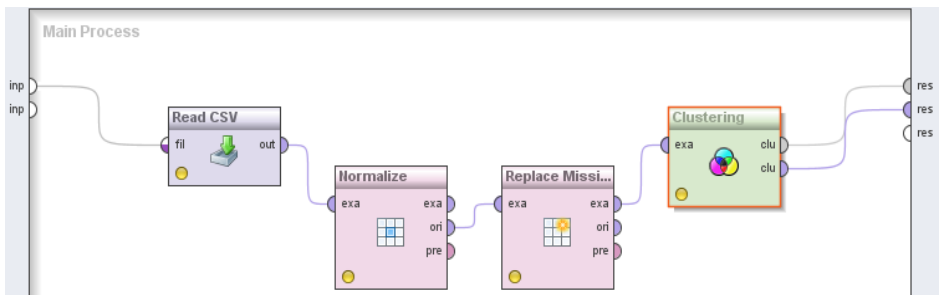 Main Process
inp
inp
res
res
res
Read CSV
fil
out
Normalize
exa
exa
ori
pre
Replace Missi...
exa
exa
ori
pre
Clustering
exa
clu
clu